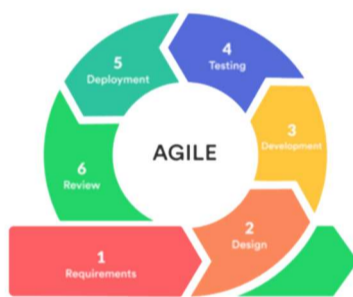 AGILE
1
Requirements
2
Design
3
Development
4
Testing
5
Deployment
6
Review